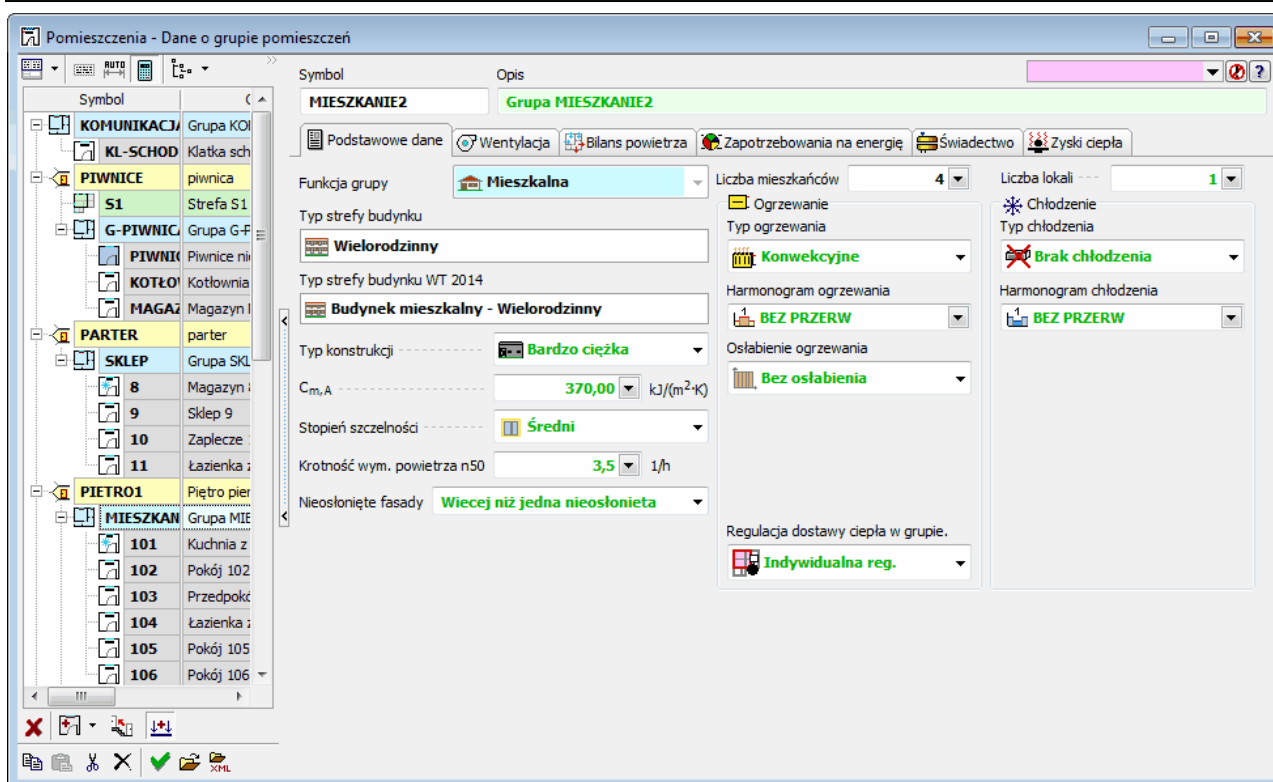 Pomieszczenia - Dane o grupie pomieszczeń
AUTO
Symbol
KOMUNIKACJ Grupa KO
KL-SCHOD Klatka sch
PIWNICE piwnica
S1 Strefa S1
G-PIWNIC Grupa G-P
PIWNI Piwnice ni
KOTŁO Kotłownia
MAGAZ Magazyn
PARTER parter
SKLEP Grupa SKL
8 Magazyn
9 Sklep 9
10 Zaplecze
11 Łazienka
PIETRO1 Piętro pier
MIESZKAN Grupa MIE
101 Kuchnia z
102 Pokój 102
103 Przedpokó
104 Łazienka
105 Pokój 105
106 Pokój 106
XML
Symbol Opis
MIESZKANIE2 Grupa MIESZKANIE2
Podstawowe dane Wentylacja Bilans powietrza Zapotrzebowania na energię Świadectwo Zyski ciepła
Funkcja grupy Mieszkalna
Typ strefy budynku
Wielorodzinny
Typ strefy budynku WT 2014
Budynek mieszkalny - Wielorodzinny
Typ konstrukcji Bardzo ciężka
Cm,A 370,00 kJ/(m²·K)
Stopień szczelności Średni
Krotność wym. powietrza n50 3,5 1/h
Nieosłonięte fasady Wiecej niż jedna nieosłonieta
Liczba mieszkańców 4
Ogrzewanie
Typ ogrzewania
Konwekcyjne
Harmonogram ogrzewania
BEZ PRZERW
Osłabienie ogrzewania
Bez osłabienia
Regulacja dostawy ciepła w grupie.
Indywidualna reg.
Liczba lokali 1
Chłodzenie
Typ chłodzenia
Brak chłodzenia
Harmonogram chłodzenia
BEZ PRZERW